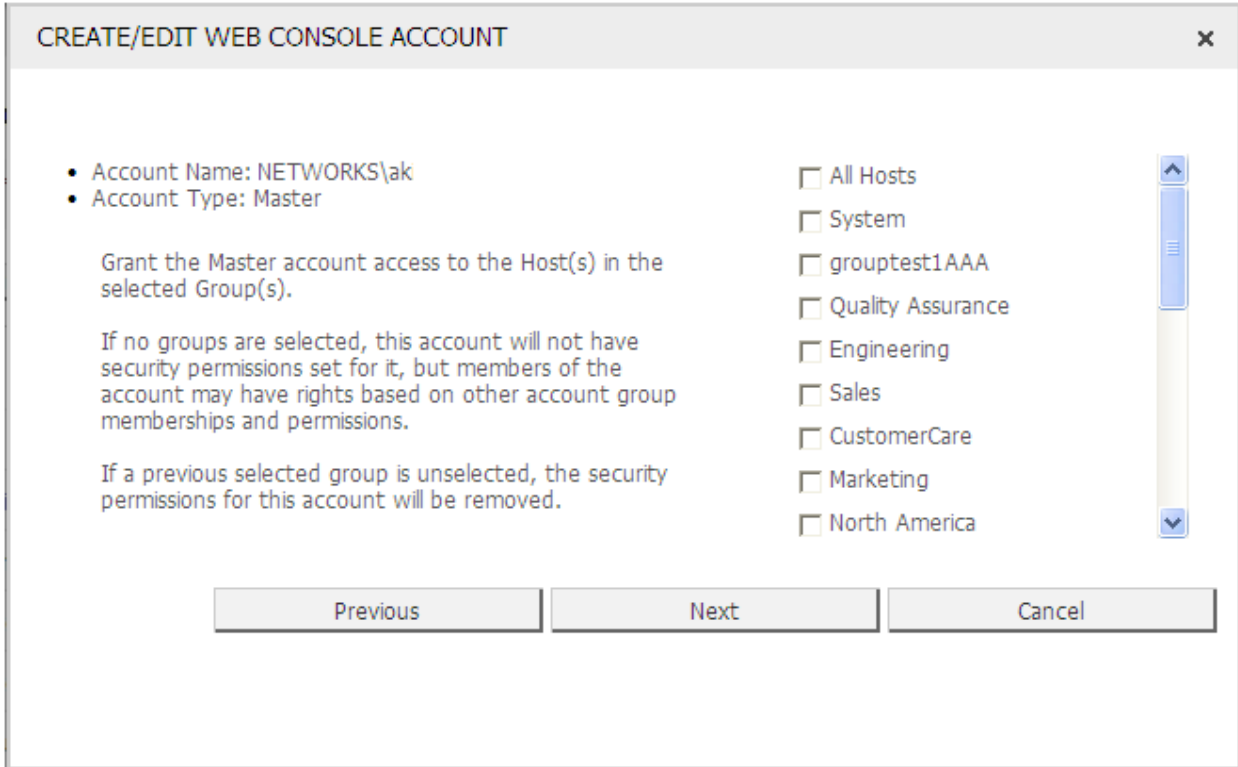 CREATE/EDIT WEB CONSOLE ACCOUNT
Account Name: NETWORKS\ak
Account Type: Master
Grant the Master account access to the Host(s) in the
selected Group(s).
If no groups are selected, this account will not have
security permissions set for it, but members of the
account may have rights based on other account group
memberships and permissions.
If a previous selected group is unselected, the security
permissions for this account will be removed.
All Hosts
System
grouptest1AAA
Quality Assurance
Engineering
Sales
CustomerCare
Marketing
North America
Previous
Next
Cancel